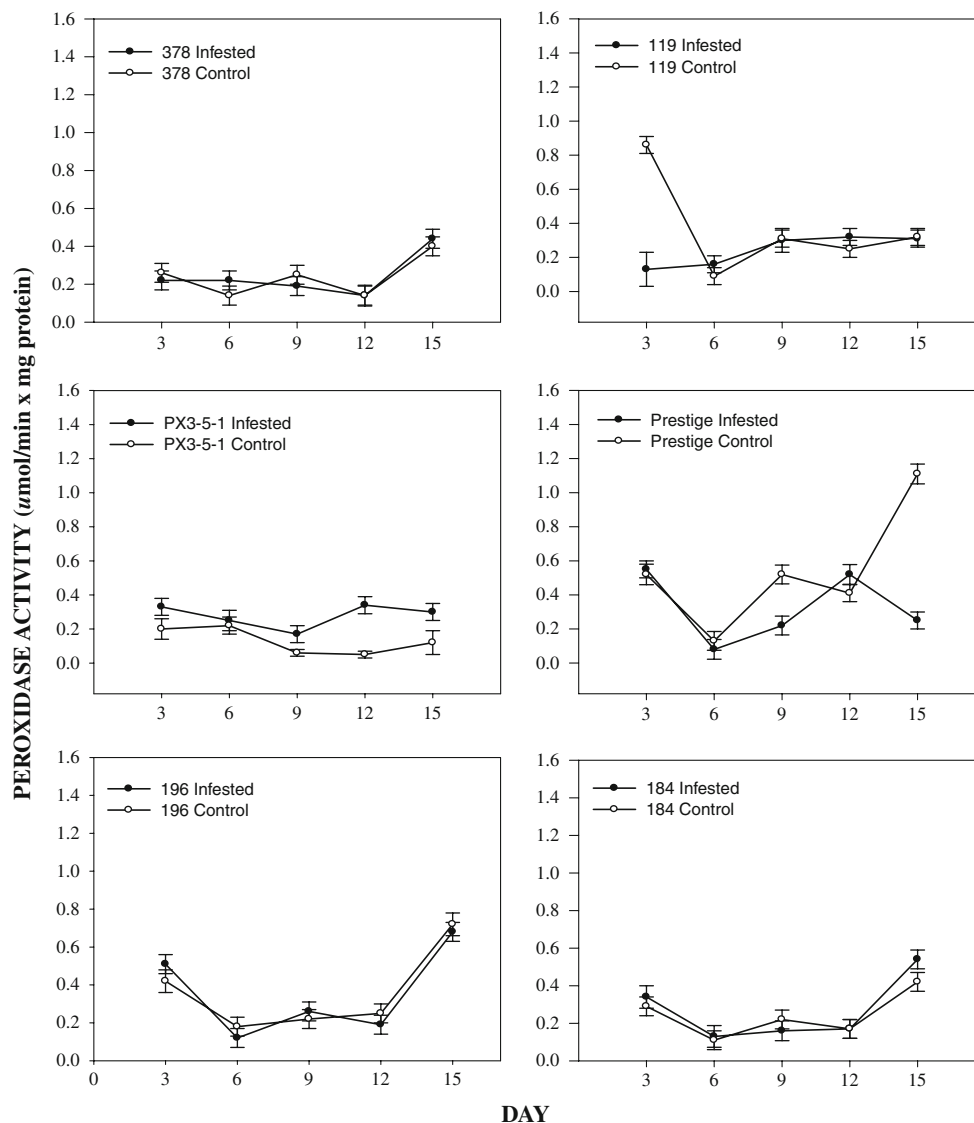 PEROXIDASE ACTIVITY (umol/min x mg protein)
1.6
1.4
1.2
1.0
0.8
0.6
0.4
0.2
0.0
378 Infested
378 Control
3 6 9 12 15
1.6
1.4
1.2
1.0
0.8
0.6
0.4
0.2
0.0
119 Infested
119 Control
3 6 9 12 15
1.6
1.4
1.2
1.0
0.8
0.6
0.4
0.2
0.0
PX3-5-1 Infested
PX3-5-1 Control
3 6 9 12 15
1.6
1.4
1.2
1.0
0.8
0.6
0.4
0.2
0.0
Prestige Infested
Prestige Control
3 6 9 12 15
1.6
1.4
1.2
1.0
0.8
0.6
0.4
0.2
0.0
196 Infested
196 Control
0 3 6 9 12 15
1.6
1.4
1.2
1.0
0.8
0.6
0.4
0.2
0.0
184 Infested
184 Control
3 6 9 12 15
DAY